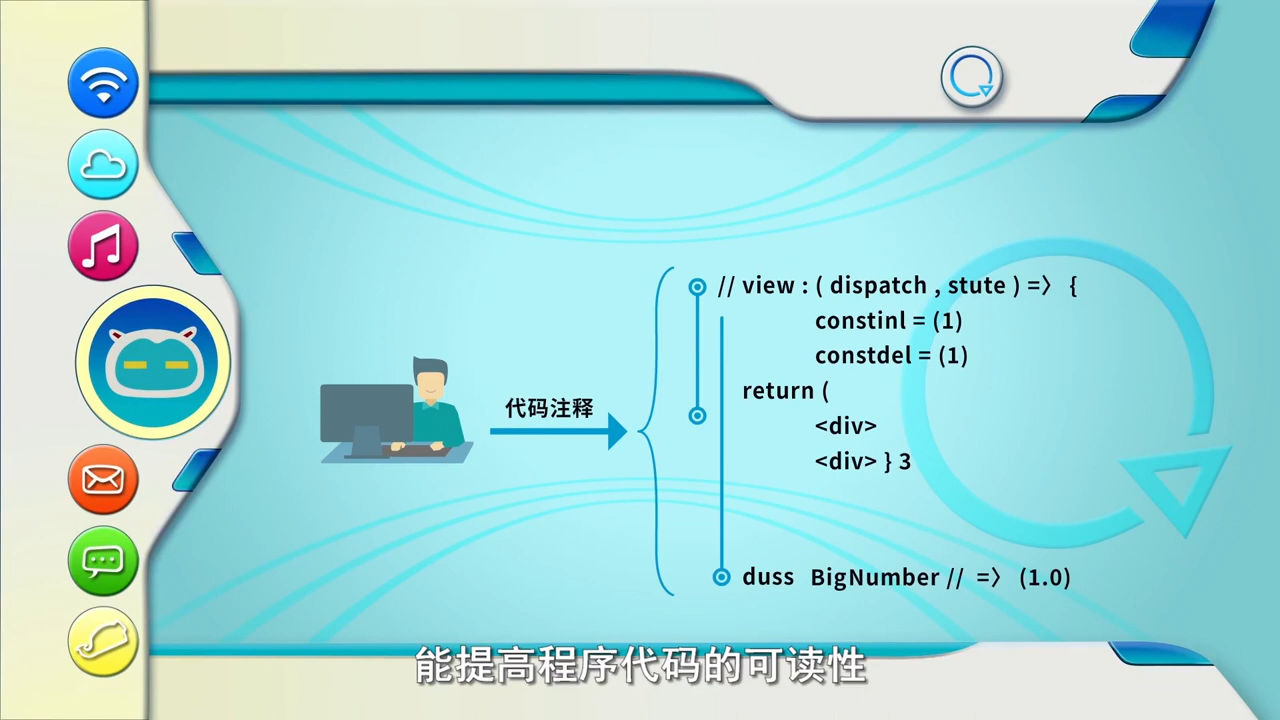 代码注释
// view : ( dispatch , stute ) =〉 {
constinl = (1)
constdel = (1)
return (
<div>
<div> } 3
duss BigNumber // =〉 (1.0)
能提高程序代码的可读性